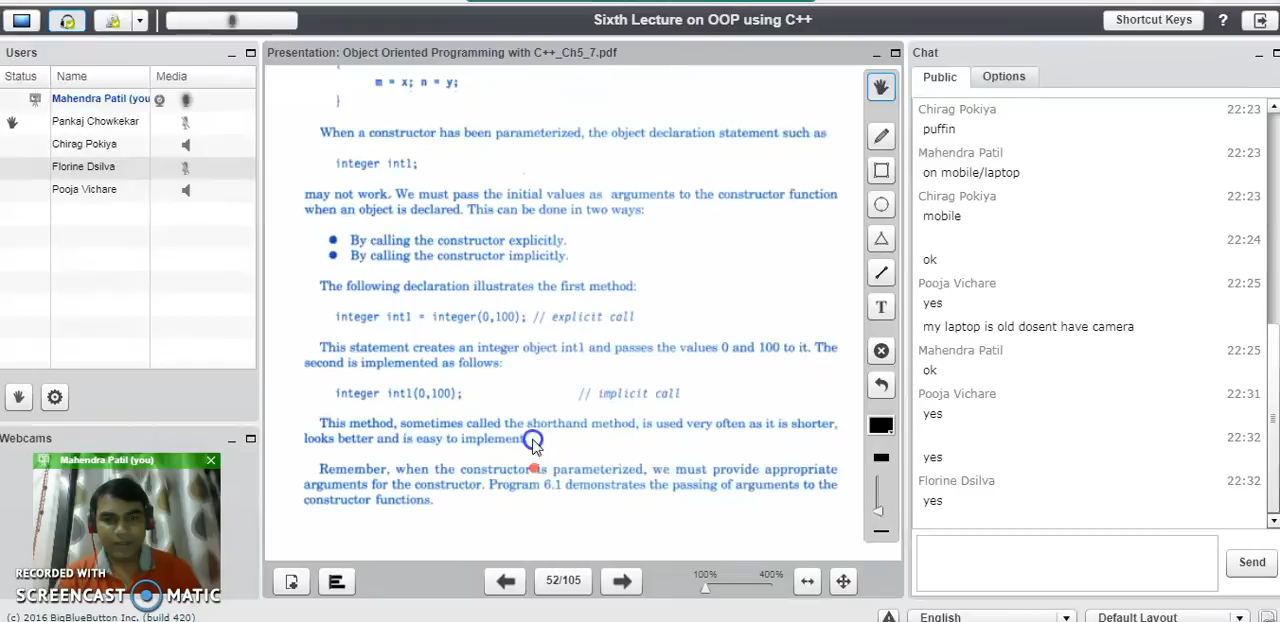 Sixth Lecture on OOP using C++
Shortcut Keys
?
Users
Status Name Media
Mahendra Patil (you
Pankaj Chowkekar
Chirag Pokiya
Florine Dsilva
Pooja Vichare
Webcams
Mahendra Patil (you)
RECORDED WITH
SCREENCAST MATIC
(c) 2016 BigBlueButton Inc. (build 420)
Presentation: Object Oriented Programming with C++_Ch5_7.pdf
{
m = x; n = y;
}
When a constructor has been parameterized, the object declaration statement such as
integer int1;
may not work. We must pass the initial values as arguments to the constructor function
when an object is declared. This can be done in two ways:
● By calling the constructor explicitly.
● By calling the constructor implicitly.
The following declaration illustrates the first method:
integer int1 = integer(0,100); // explicit call
This statement creates an integer object int1 and passes the values 0 and 100 to it. The
second is implemented as follows:
integer int1(0,100); // implicit call
This method, sometimes called the shorthand method, is used very often as it is shorter,
looks better and is easy to implement
Remember, when the constructor is parameterized, we must provide appropriate
arguments for the constructor. Program 6.1 demonstrates the passing of arguments to the
constructor functions.
T
52/105
100% 400%
Chat
Public Options
Chirag Pokiya 22:23
puffin
Mahendra Patil 22:23
on mobile/laptop
Chirag Pokiya 22:23
mobile
22:24
ok
Pooja Vichare 22:25
yes
my laptop is old dosent have camera
Mahendra Patil 22:25
ok
Pooja Vichare 22:31
yes
22:32
yes
Florine Dsilva 22:32
yes
Send
English Default Layout